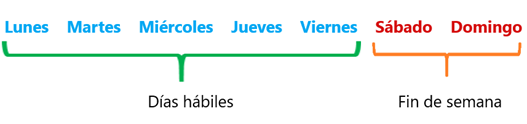 Lunes Martes Miércoles Jueves Viernes Sábado Domingo
Días hábiles Fin de semana